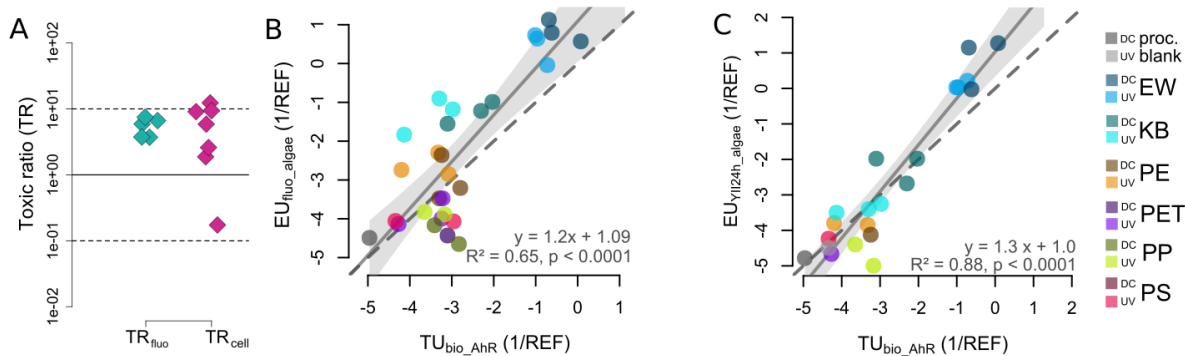 A
Toxic ratio (TR)
1e+02
1e+01
1e+00
1e-01
1e-02
TRfluo
TRcell
B
EUfluo_algae (1/REF)
1
0
-1
-2
-3
-4
-5
y = 1.2x + 1.09
R² = 0.65, p < 0.0001
-5 -4 -3 -2 -1 0 1
TUbio_AhR (1/REF)
C
EUYII24h_algae (1/REF)
2
1
0
-1
-2
-3
-4
-5
y = 1.3 x + 1.0
R² = 0.88, p < 0.0001
-5 -4 -3 -2 -1 0 1 2
TUbio_AhR (1/REF)
DC proc.
UV blank
DC
UV EW
DC
UV KB
DC
UV PE
DC
UV PET
DC
UV PP
DC
UV PS